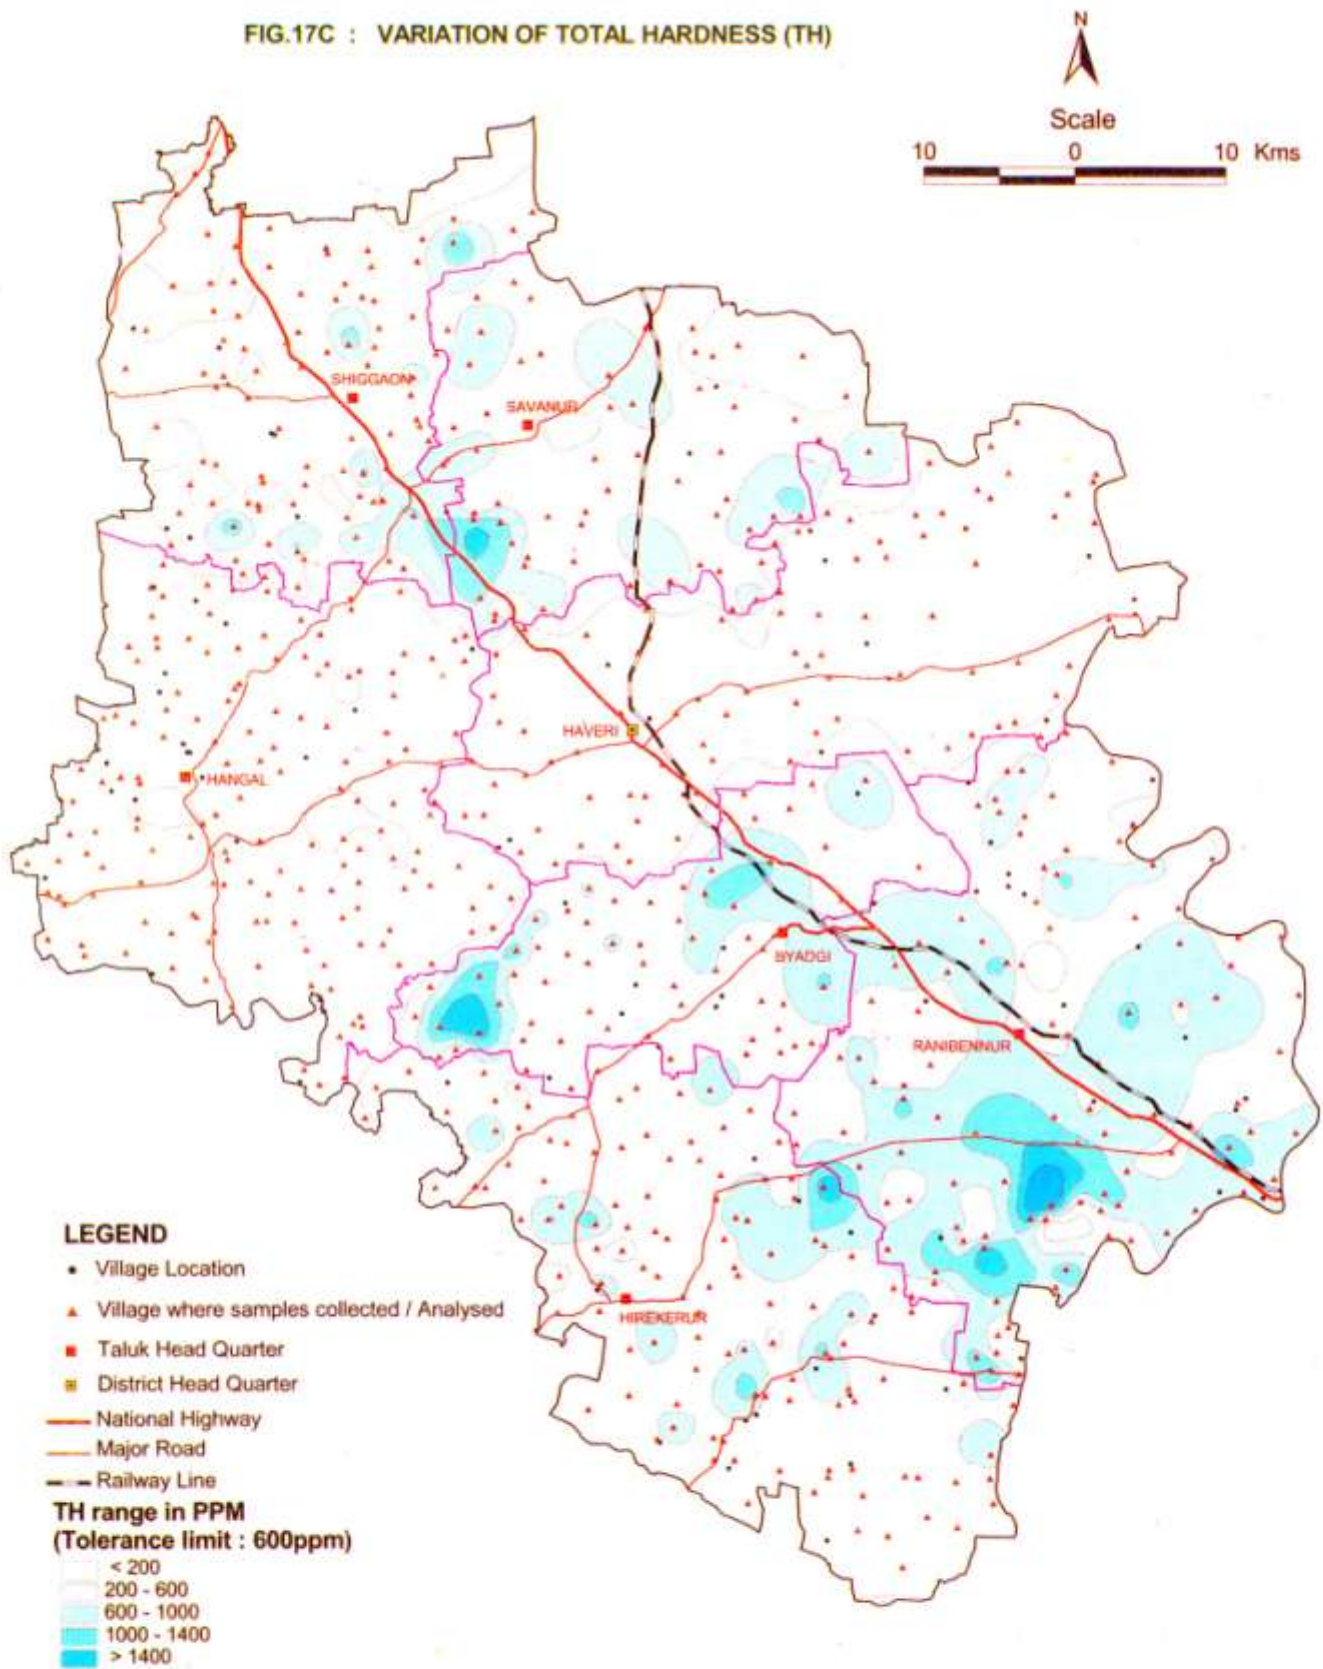 FIG.17C : VARIATION OF TOTAL HARDNESS (TH)
N
Scale
10 0 10 Kms
SHIGGAON
SAVANUR
HAVERI
HANGAL
BYADGI
RANIBENNUR
HIREKERUR
LEGEND
Village Location
Village where samples collected / Analysed
Taluk Head Quarter
District Head Quarter
National Highway
Major Road
Railway Line
TH range in PPM
(Tolerance limit : 600ppm)
< 200
200 - 600
600 - 1000
1000 - 1400
> 1400